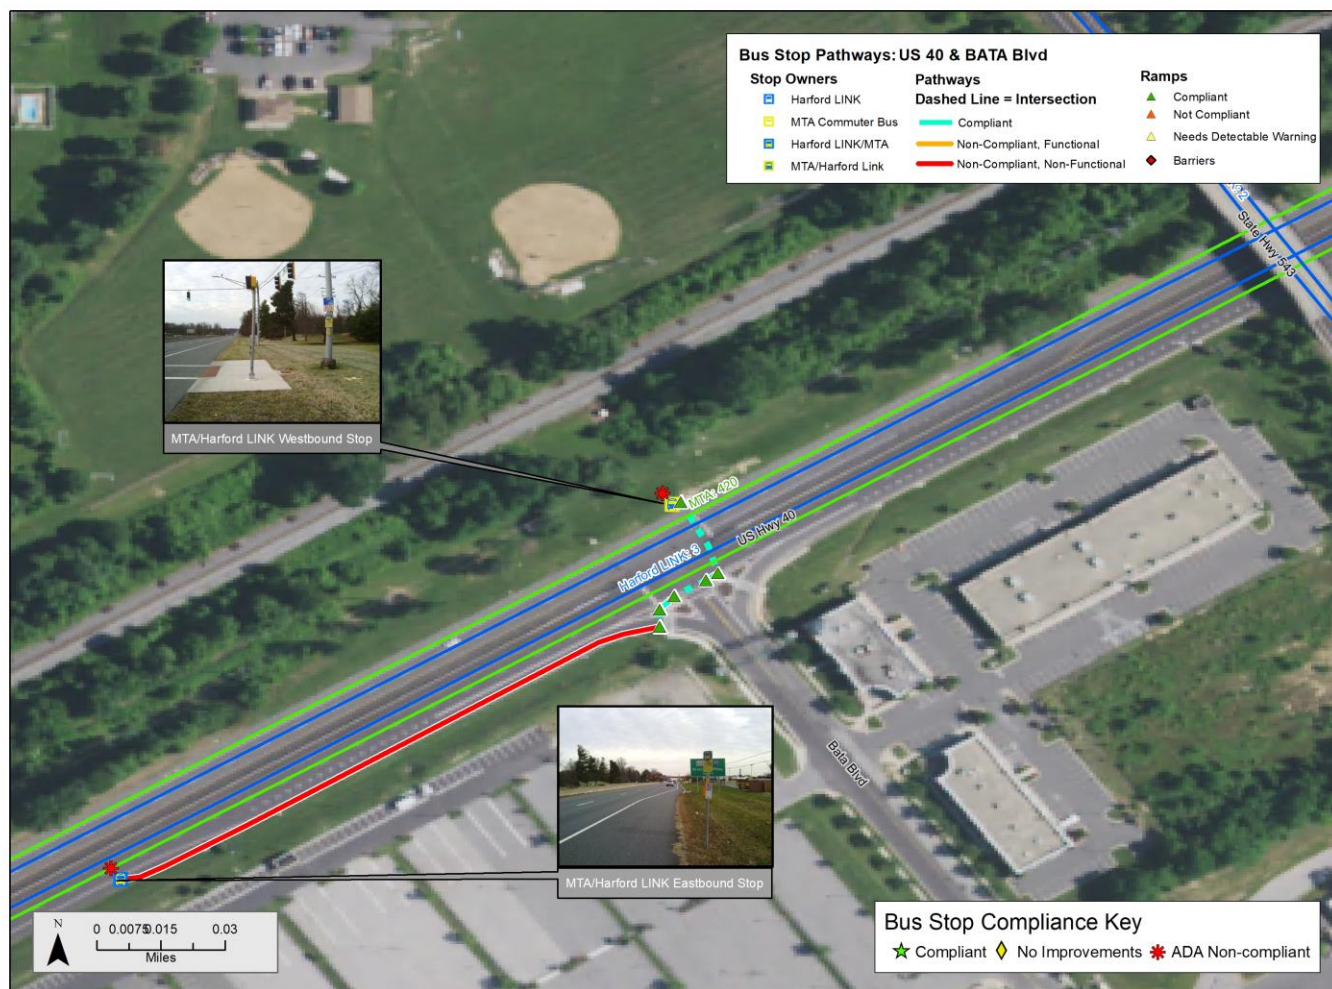 Bus Stop Pathways: US 40 & BATA Blvd
Stop Owners
Harford LINK
MTA Commuter Bus
Harford LINK/MTA
MTA/Harford Link
Pathways
Dashed Line = Intersection
Compliant
Non-Compliant, Functional
Non-Compliant, Non-Functional
Ramps
Compliant
Not Compliant
Needs Detectable Warning
Barriers
State Hwy 543
MTA/Harford LINK Westbound Stop
MTA: 420
US Hwy 40
Harford LINK: 3
Bata Blvd
MTA/Harford LINK Eastbound Stop
N
0 0.0075 0.015 0.03
Miles
Bus Stop Compliance Key
Compliant No Improvements ADA Non-compliant